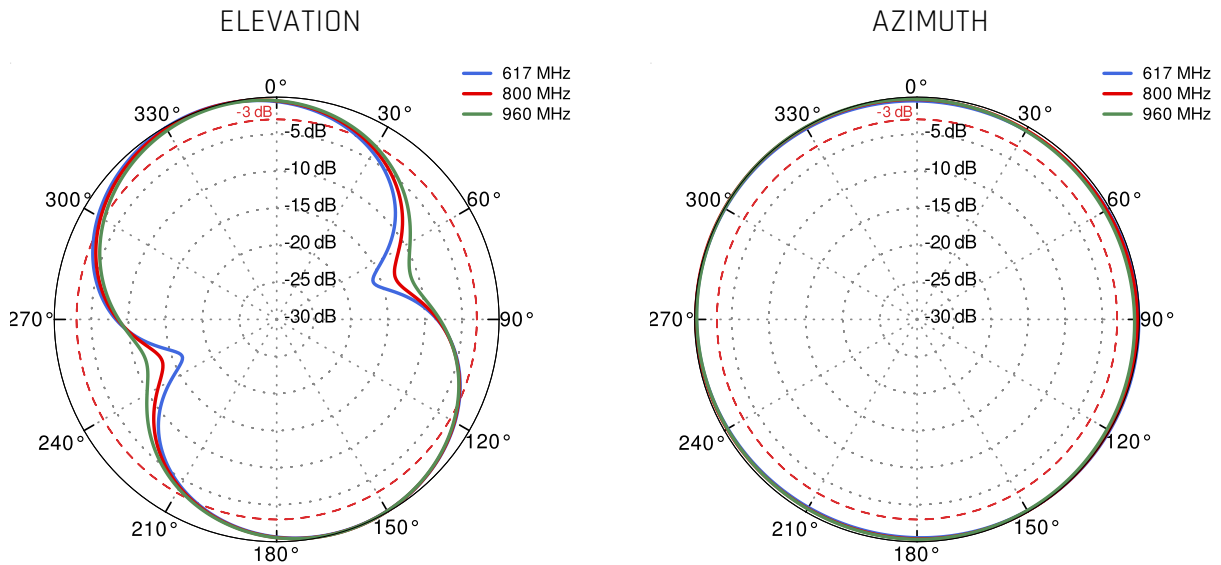 ELEVATION
617 MHz
800 MHz
960 MHz
0°
330°
30°
-3 dB
-5 dB
-10 dB
300°
60°
-15 dB
-20 dB
-25 dB
270°
-30 dB
90°
240°
120°
210°
150°
180°
AZIMUTH
617 MHz
800 MHz
960 MHz
0°
330°
30°
-3 dB
-5 dB
-10 dB
300°
60°
-15 dB
-20 dB
-25 dB
270°
-30 dB
90°
240°
120°
210°
150°
180°